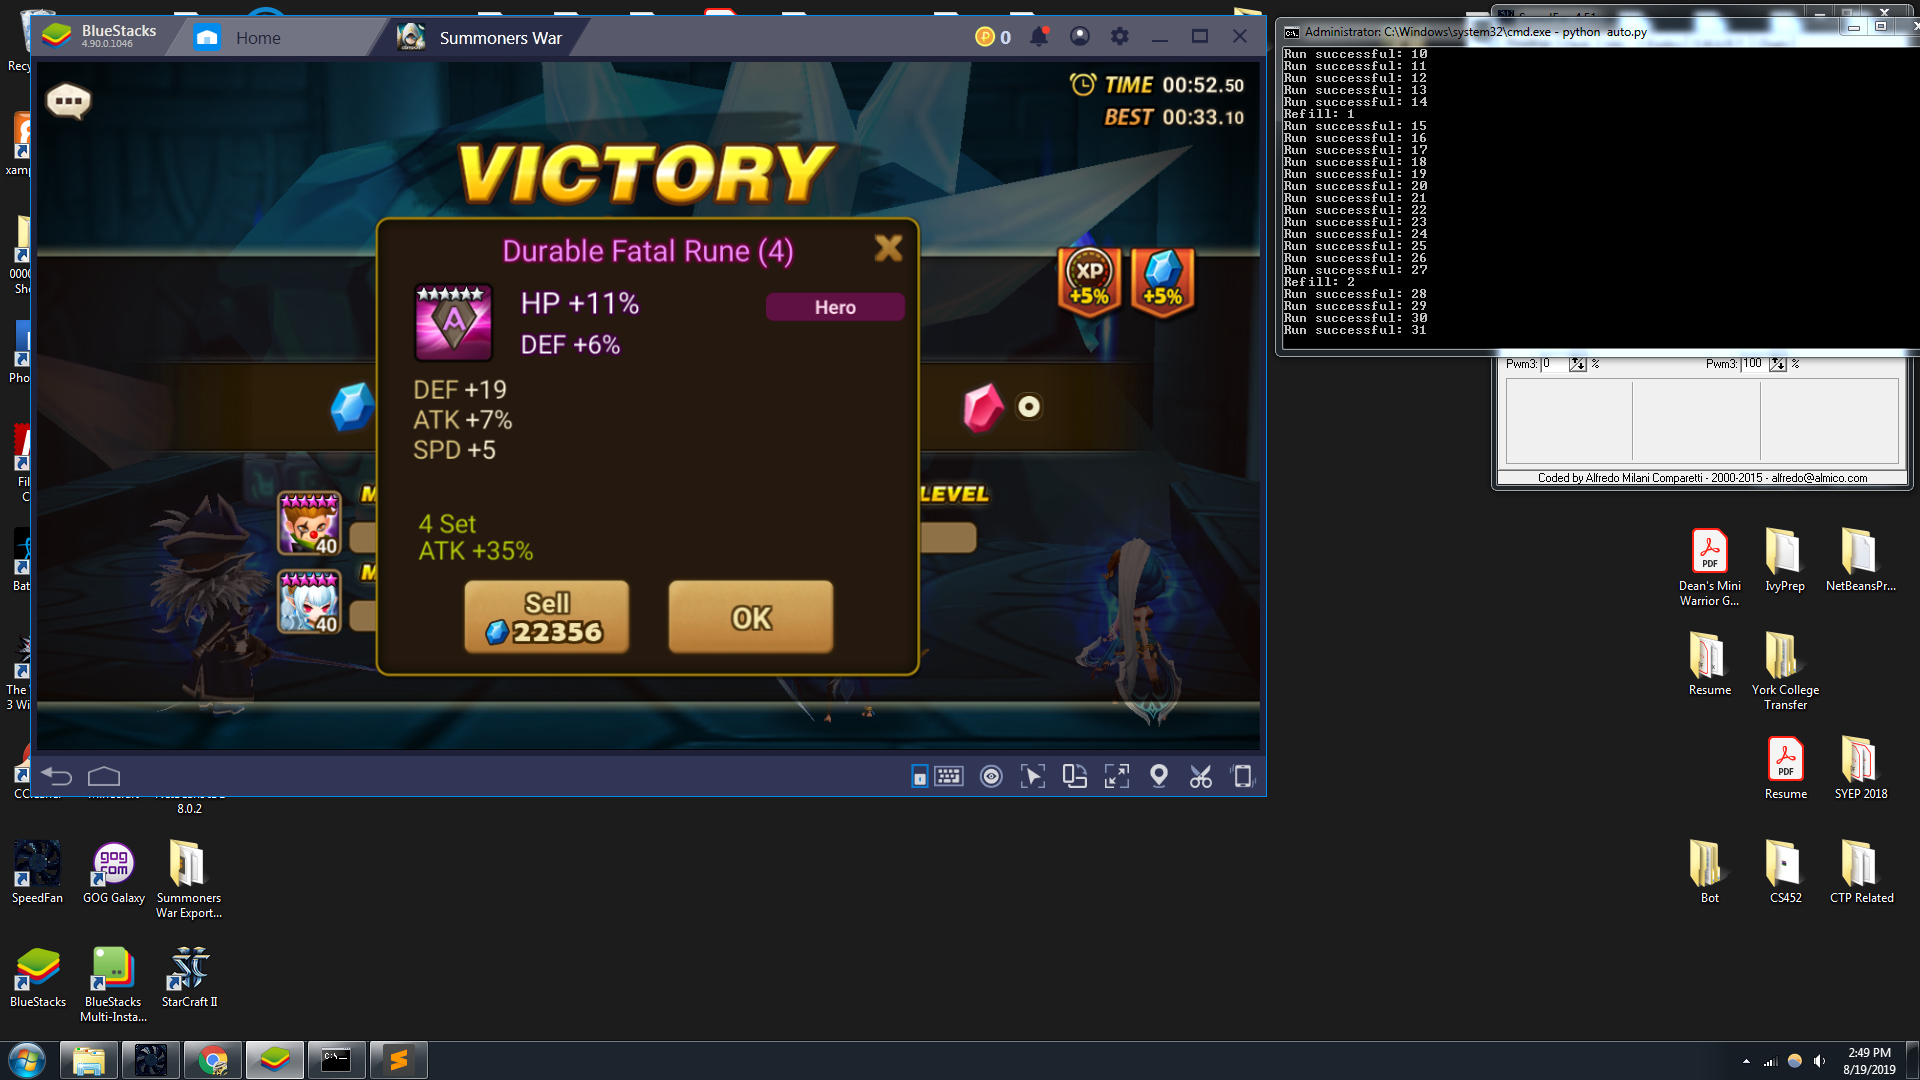 BlueStacks
4.90.0.1046
Home
Summoners War
0
TIME 00:52.50
BEST 00:33.10
VICTORY
Durable Fatal Rune (4)
HP +11%
Hero
DEF +6%
DEF +19
ATK +7%
SPD +5
4 Set
ATK +35%
Sell
22356
OK
XP
+5%
+5%
LEVEL
40
40
Administrator: C:\Windows\system32\cmd.exe - python  auto.py
Run successful: 10
Run successful: 11
Run successful: 12
Run successful: 13
Run successful: 14
Refill: 1
Run successful: 15
Run successful: 16
Run successful: 17
Run successful: 18
Run successful: 19
Run successful: 20
Run successful: 21
Run successful: 22
Run successful: 23
Run successful: 24
Run successful: 25
Run successful: 26
Run successful: 27
Refill: 2
Run successful: 28
Run successful: 29
Run successful: 30
Run successful: 31
Pwm3: 0 %
Pwm3: 100 %
Coded by Alfredo Milani Comparetti - 2000-2015 - alfredo@almico.com
PDF
Dean's Mini
Warrior G...
IvyPrep
NetBeansPr...
Resume
York College
Transfer
PDF
Resume
SYEP 2018
Bot
CS452
CTP Related
8.0.2
SpeedFan
gog
com
GOG Galaxy
Summoners
War Export...
BlueStacks
BlueStacks
Multi-Insta...
StarCraft II
2:49 PM
8/19/2019